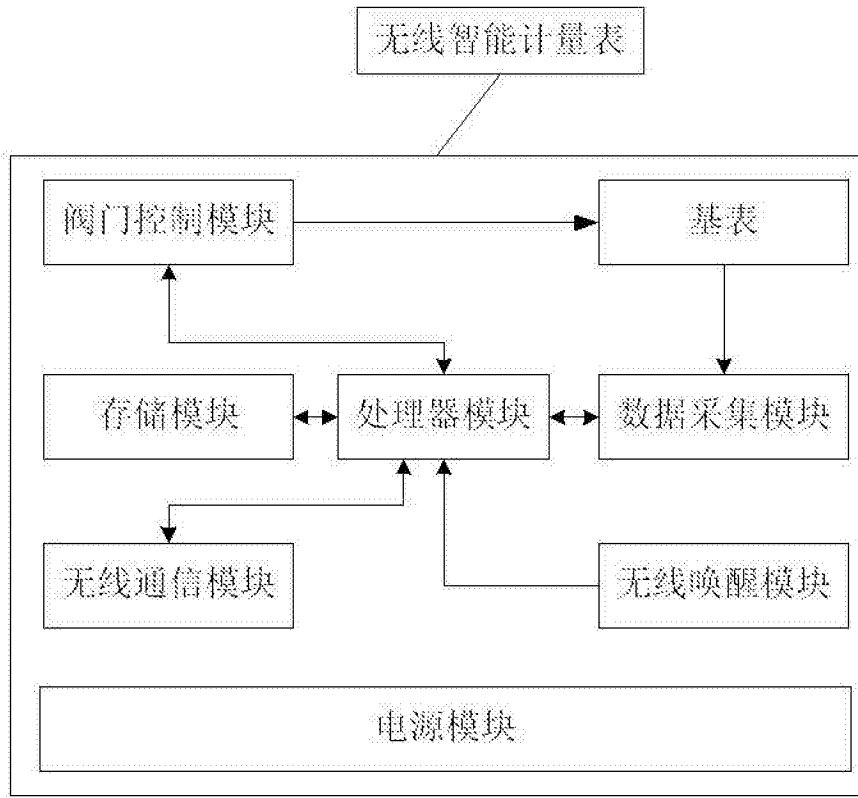 无线智能计量表
阀门控制模块
基表
存储模块
处理器模块
数据采集模块
无线通信模块
无线唤醒模块
电源模块